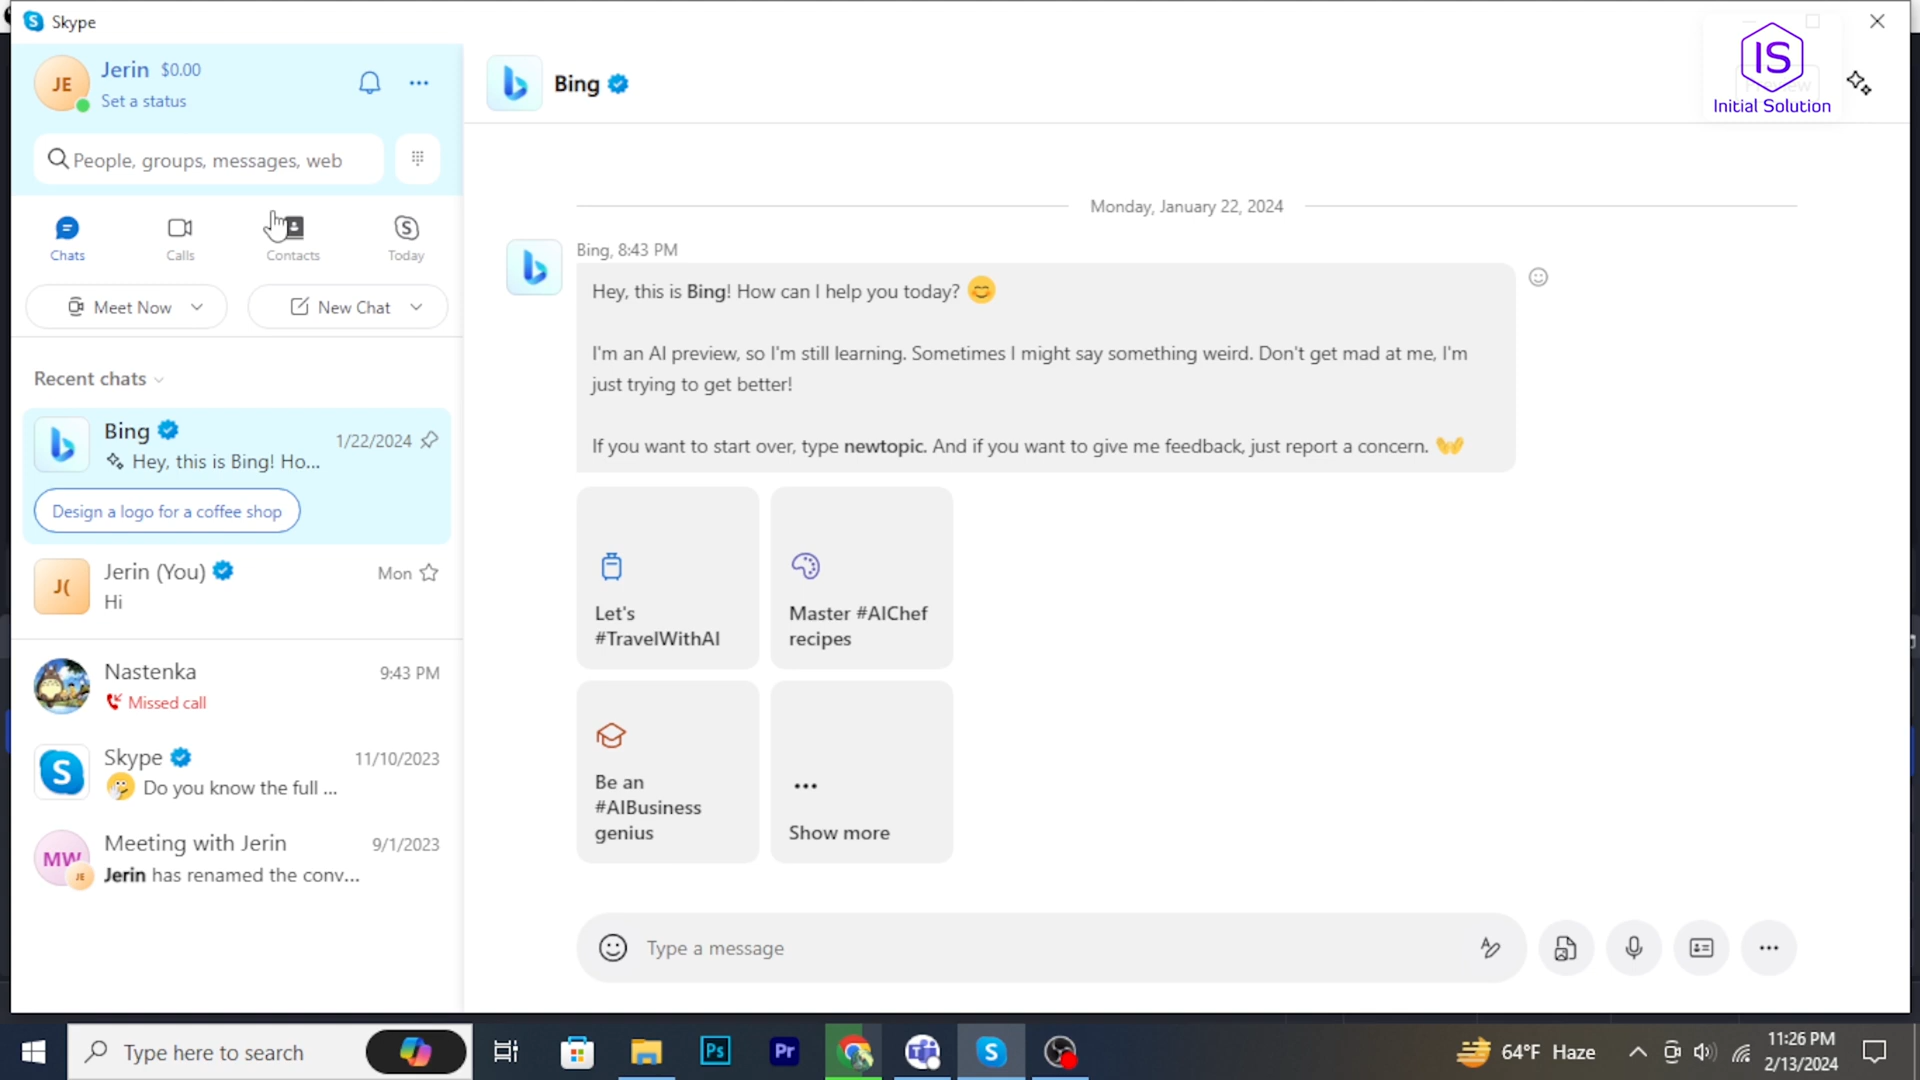 Skype
Jerin $0.00
JE
Set a status
People, groups, messages, web
Chats
Calls
Contacts
Today
Meet Now
New Chat
Recent chats
Bing
1/22/2024
Hey, this is Bing! Ho...
Design a logo for a coffee shop
J(
Jerin (You)
Mon
Hi
Nastenka
9:43 PM
Missed call
Skype
11/10/2023
Do you know the full ...
MW
JE
Meeting with Jerin
9/1/2023
Jerin has renamed the conv...
Bing
IS
Initial Solution
Monday, January 22, 2024
Bing, 8:43 PM
Hey, this is Bing! How can I help you today?
I'm an AI preview, so I'm still learning. Sometimes I might say something weird. Don't get mad at me, I'm
just trying to get better!
If you want to start over, type newtopic. And if you want to give me feedback, just report a concern.
Let's
#TravelWithAI
Master #AIChef
recipes
Be an
#AIBusiness
genius
Show more
Type a message
Type here to search
Ps
Pr
64°F Haze
11:26 PM
2/13/2024